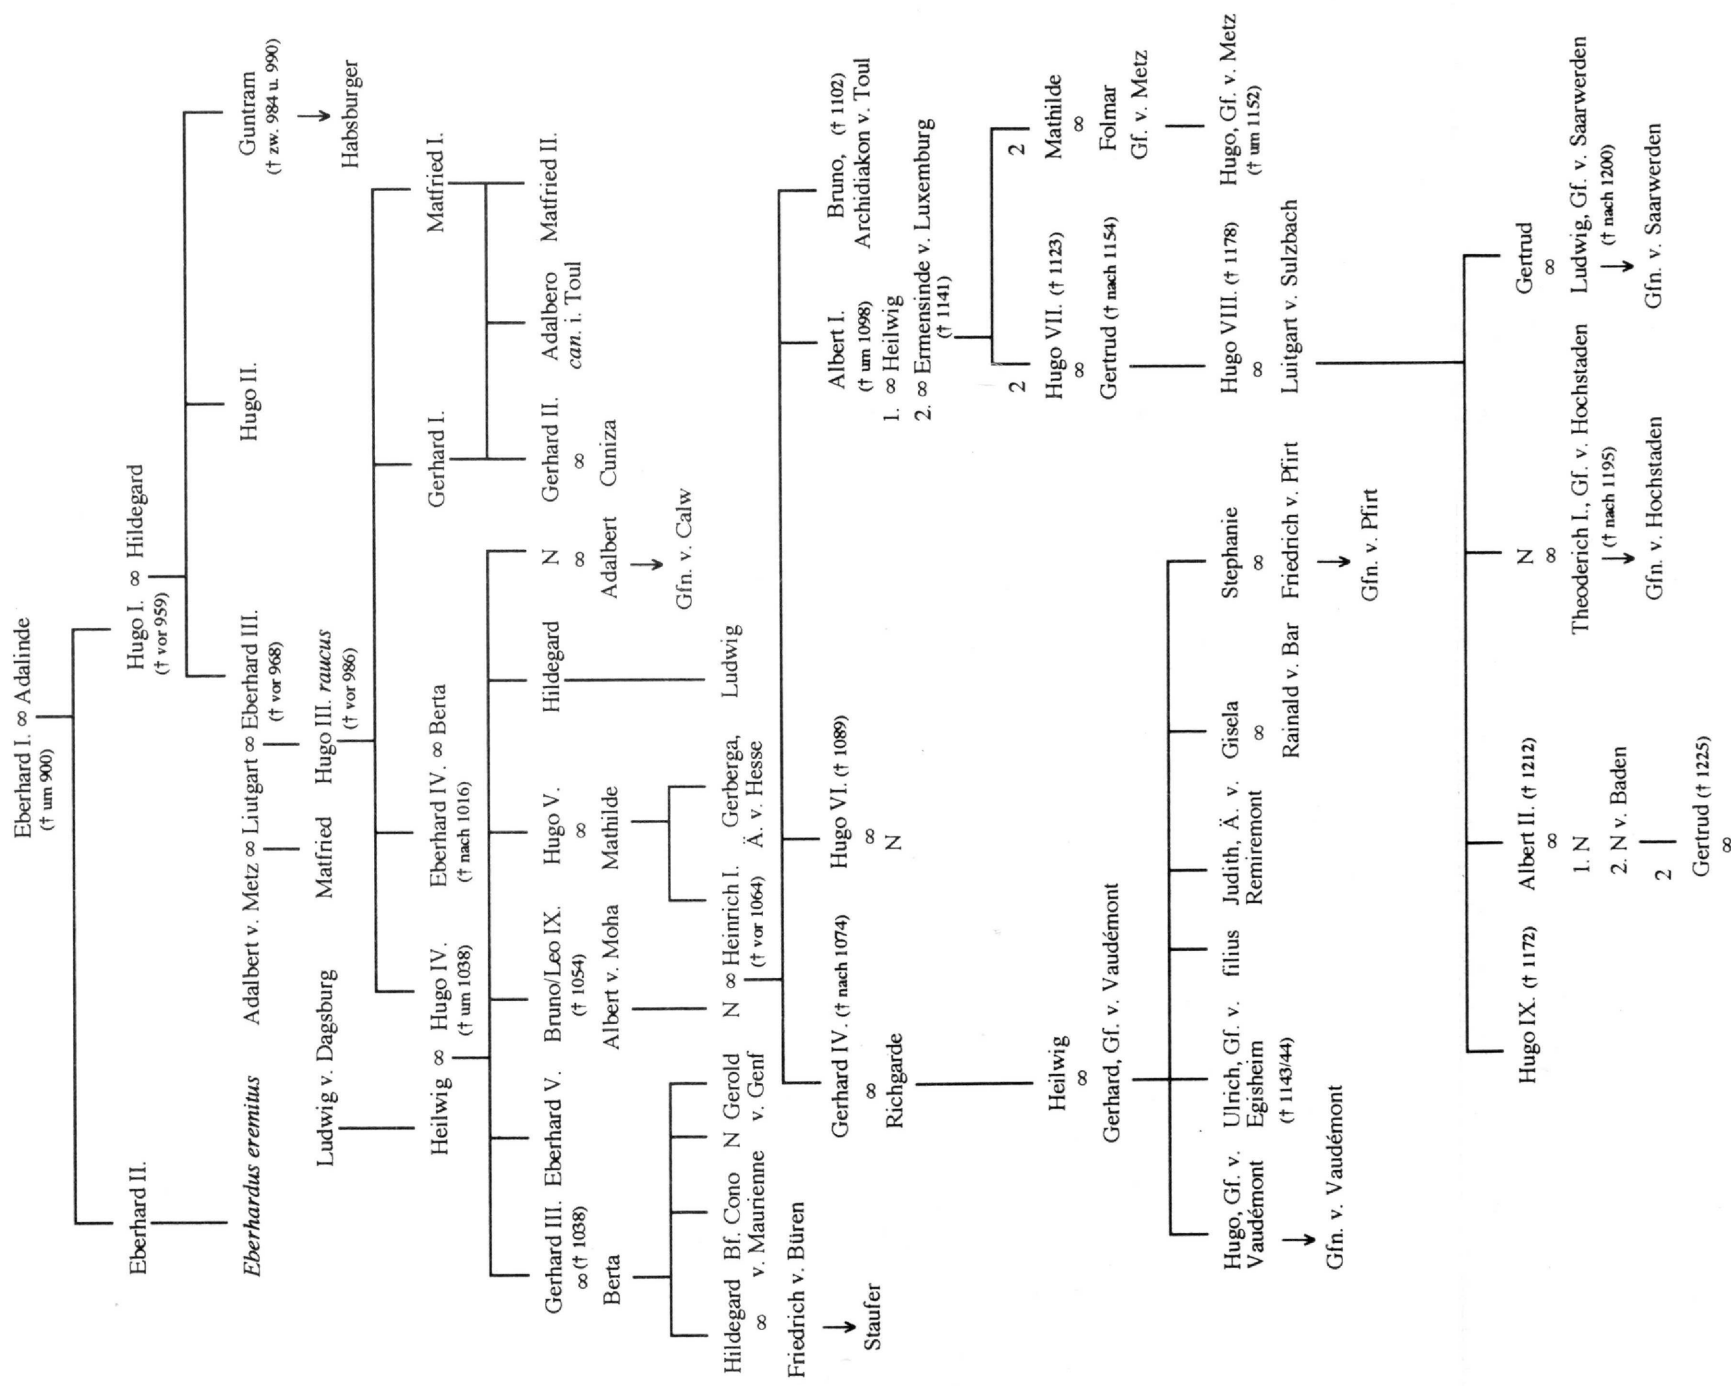 Eberhard I. ∞ Adalinde
(† um 900)
Eberhard II.
Hugo I. ∞ Hildegard
(† vor 959)
Eberhardus eremitus
Adalbert v. Metz ∞ Liutgart ∞ Eberhard III.
(† vor 968)
Hugo II.
Guntram
(† zw. 984 u. 990)
Ludwig v. Dagsburg
Matfried
Hugo III. raucus
(† vor 986)
Habsburger
Heilwig ∞ Hugo IV.
(† um 1038)
Eberhard IV. ∞ Berta
(† nach 1016)
Gerhard I.
Matfried I.
Gerhard III.
∞ († 1038)
Eberhard V.
Bruno/Leo IX.
(† 1054)
Hugo V.
∞
Hildegard
N
∞
Gerhard II.
∞
Adalbero
can. i. Toul
Matfried II.
Berta
Albert v. Moha
Mathilde
Adalbert
Cuniza
Gfn. v. Calw
Hildegard
∞
Bf. Cono
v. Maurienne
N
Gerold
v. Genf
N ∞ Heinrich I.
(† vor 1064)
Gerberga,
Ä. v. Hesse
Ludwig
Friedrich v. Büren
Staufer
Gerhard IV. († nach 1074)
∞
Richgarde
Hugo VI. († 1089)
∞
N
Albert I.
(† um 1098)
1. ∞ Heilwig
2. ∞ Ermensinde v. Luxemburg
(† 1141)
Bruno, († 1102)
Archidiakon v. Toul
2
2
Heilwig
∞
Gerhard, Gf. v. Vaudémont
Hugo VII. († 1123)
∞
Gertrud († nach 1154)
Mathilde
∞
Folmar
Gf. v. Metz
Hugo, Gf. v.
Vaudémont
Ulrich, Gf. v.
Egisheim
(† 1143/44)
filius
Judith, Ä. v.
Remiremont
Gisela
∞
Rainald v. Bar
Stephanie
∞
Friedrich v. Pfirt
Hugo VIII. († 1178)
∞
Luitgart v. Sulzbach
Hugo, Gf. v. Metz
(† um 1152)
Gfn. v. Vaudémont
Gfn. v. Pfirt
Hugo IX. († 1172)
Albert II. († 1212)
∞
1. N
2. N v. Baden
N
∞
Theoderich I., Gf. v. Hochstaden
(† nach 1195)
Gertrud
∞
Ludwig, Gf. v. Saarwerden
(† nach 1200)
2
Gertrud († 1225)
∞
Gfn. v. Hochstaden
Gfn. v. Saarwerden